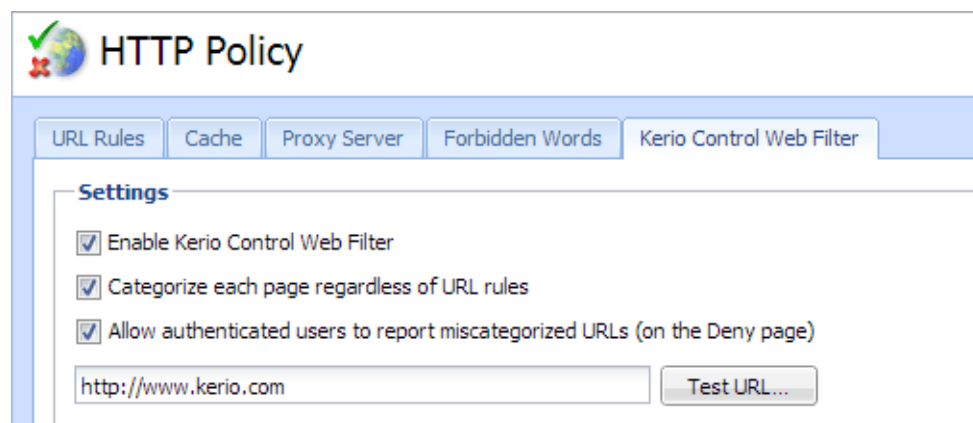 HTTP Policy
URL Rules Cache Proxy Server Forbidden Words Kerio Control Web Filter
Settings
Enable Kerio Control Web Filter
Categorize each page regardless of URL rules
Allow authenticated users to report miscategorized URLs (on the Deny page)
http://www.kerio.com Test URL...